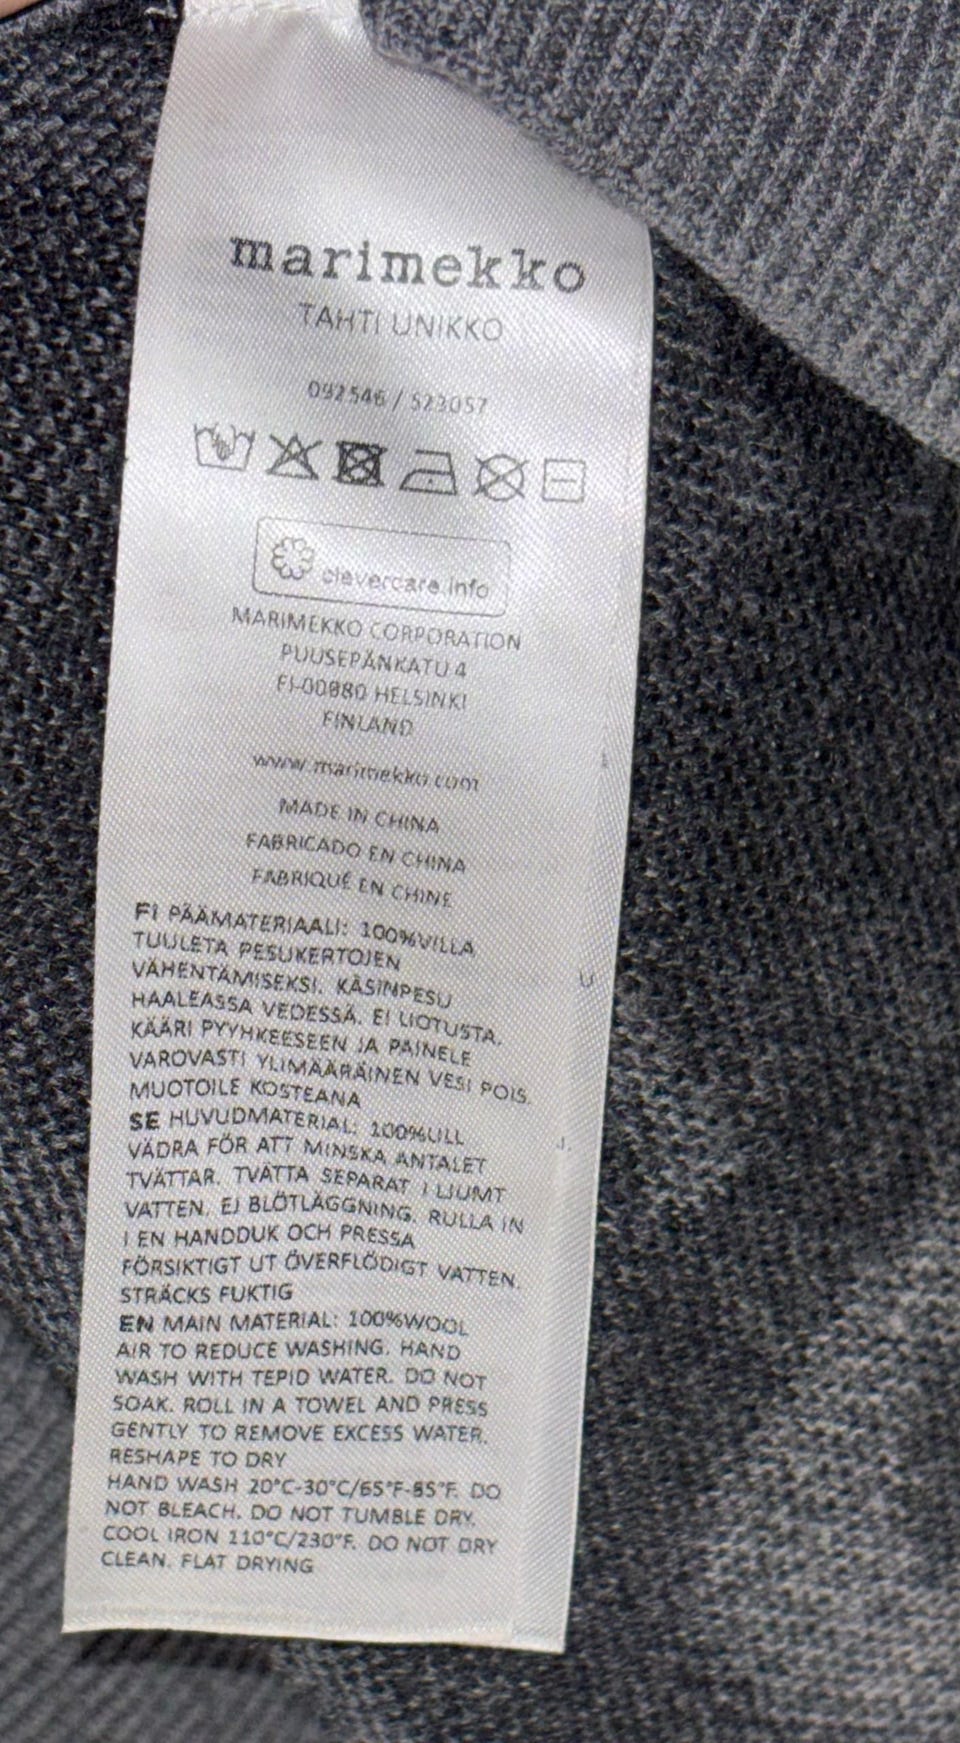 marimekko
TAHTI UNIKKO
092546 / 523057
clevercare.info
MARIMEKKO CORPORATION
PUUSEPÄNKATU 4
FI-00880 HELSINKI
FINLAND
www.marimekko.com
MADE IN CHINA
FABRICADO EN CHINA
FABRIQUÉ EN CHINE
FI PÄÄMATERIAALI: 100%VILLA
TUULETA PESUKERTOJEN
VÄHENTÄMISEKSI. KÄSINPESU
HAALEASSA VEDESSÄ. EI LIOTUSTA.
KÄÄRI PYYHKEESEEN JA PAINELE
VAROVASTI YLIMÄÄRÄINEN VESI POIS.
MUOTOILE KOSTEANA
SE HUVUDMATERIAL: 100%ULL
VÄDRA FÖR ATT MINSKA ANTALET
TVÄTTAR. TVÄTTA SEPARAT I LJUMT
VATTEN. EJ BLÖTLÄGGNING. RULLA IN
I EN HANDDUK OCH PRESSA
FÖRSIKTIGT UT ÖVERFLÖDIGT VATTEN.
STRÄCKS FUKTIG
EN MAIN MATERIAL: 100%WOOL
AIR TO REDUCE WASHING. HAND
WASH WITH TEPID WATER. DO NOT
SOAK. ROLL IN A TOWEL AND PRESS
GENTLY TO REMOVE EXCESS WATER.
RESHAPE TO DRY
HAND WASH 20°C-30°C/65°F-85°F. DO
NOT BLEACH. DO NOT TUMBLE DRY.
COOL IRON 110°C/230°F. DO NOT DRY
CLEAN. FLAT DRYING